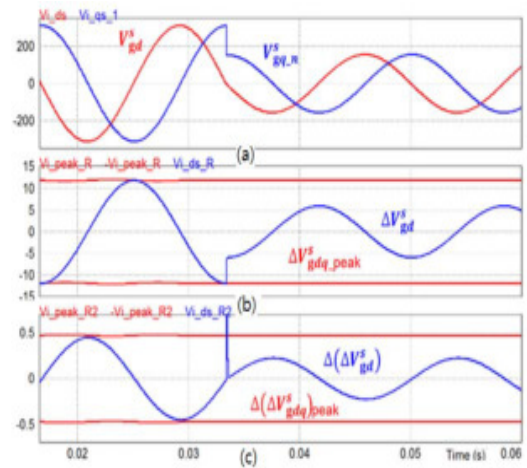 Vi_ds Vi_qs_1
200
0
-200
V^s_gd
V^s_gq_n
(a)
Vi_peak_R -Vi_peak_R Vi_ds_R
15
10
5
0
-5
-10
-15
ΔV^s_gd
ΔV^s_gdq_peak
(b)
Vi_peak_R2 -Vi_peak_R2 Vi_ds_R2
0.5
0
-0.5
Δ(ΔV^s_gd)
Δ(ΔV^s_gdq)peak
0.02 0.03 0.04 0.05 Time (s) 0.06
(c)